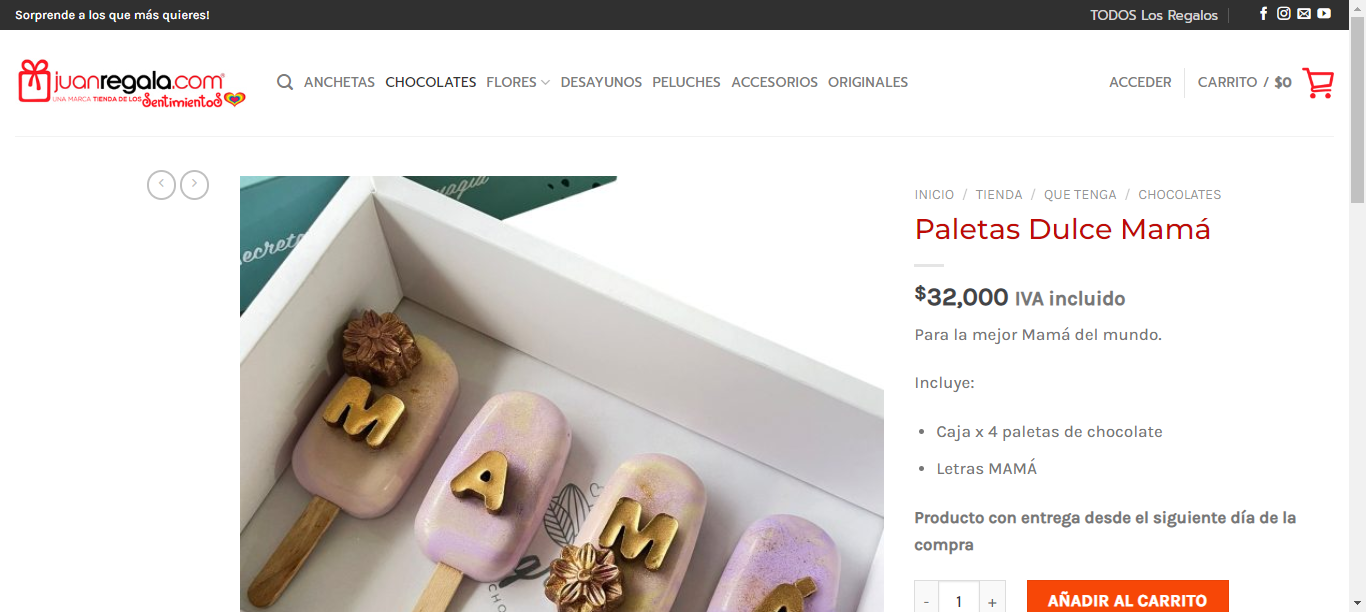 Sorprende a los que más quieres!
TODOS Los Regalos
juanregala.com®
UNA MARCA TIENDA DE LOS
Sentimientos
ANCHETAS CHOCOLATES FLORES DESAYUNOS PELUCHES ACCESORIOS ORIGINALES
ACCEDER
CARRITO / $0
INICIO / TIENDA / QUE TENGA / CHOCOLATES
Paletas Dulce Mamá
$32,000 IVA incluido
Para la mejor Mamá del mundo.
Incluye:
• Caja x 4 paletas de chocolate
• Letras MAMÁ
Producto con entrega desde el siguiente día de la
compra
- 1 +
AÑADIR AL CARRITO
M
A
M